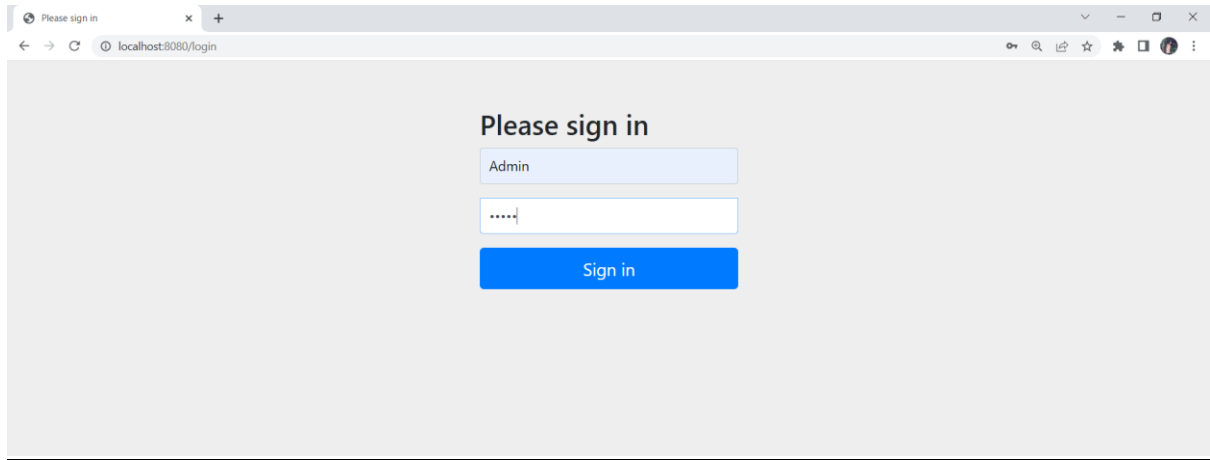 Please sign in
localhost:8080/login
Please sign in
Admin
•••••
Sign in